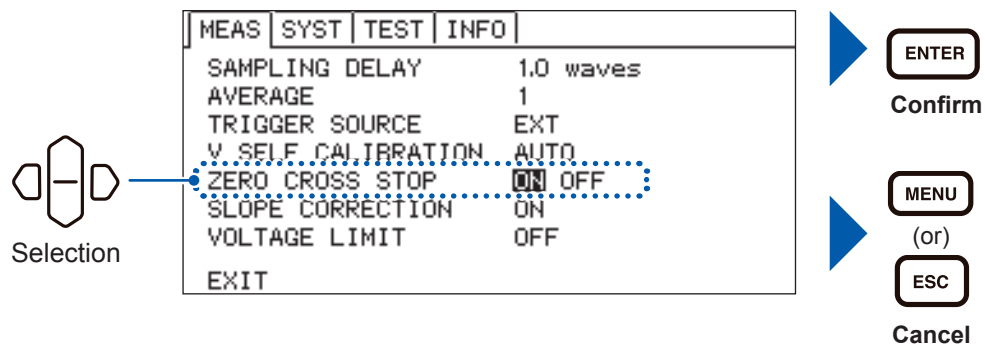 MEAS SYST TEST INFO
SAMPLING DELAY 1.0 waves
AVERAGE 1
TRIGGER SOURCE EXT
V SELF CALIBRATION AUTO
ZERO CROSS STOP ON OFF
SLOPE CORRECTION ON
VOLTAGE LIMIT OFF
EXIT
Selection
ENTER
Confirm
MENU
(or)
ESC
Cancel